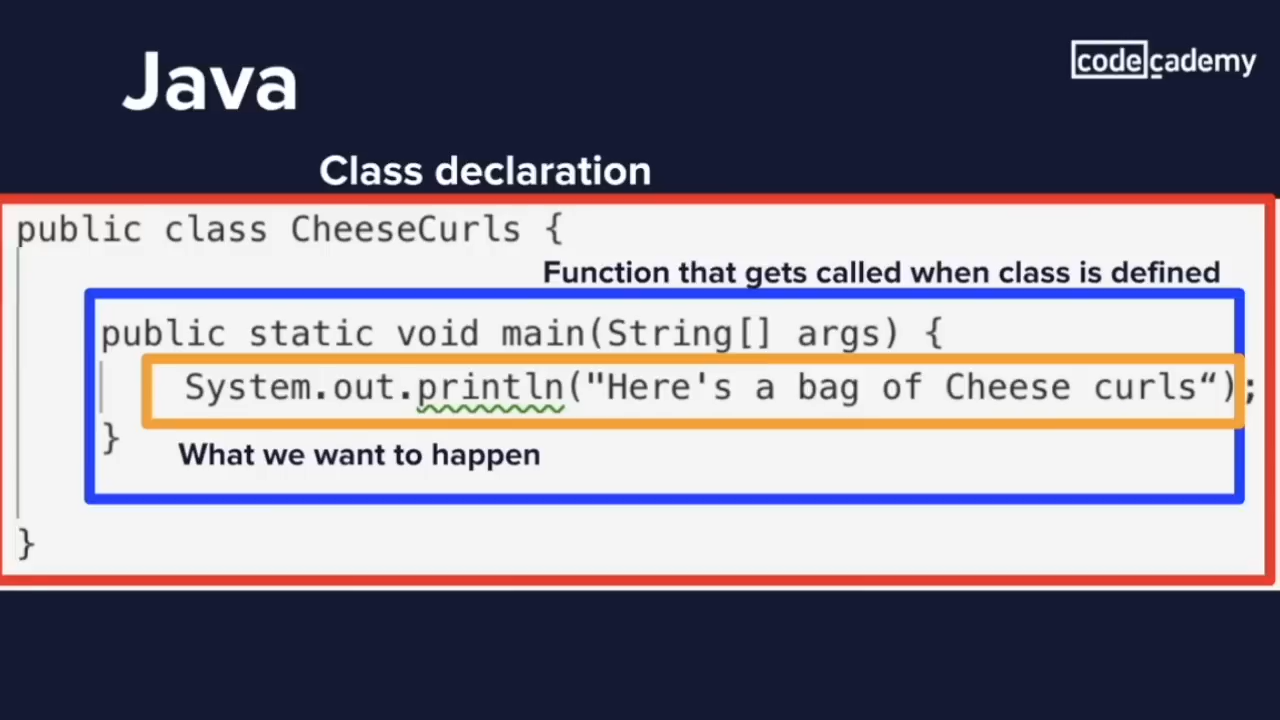 Java
codecademy
Class declaration
public class CheeseCurls {
Function that gets called when class is defined
public static void main(String[] args) {
System.out.println("Here's a bag of Cheese curls“);
}
What we want to happen
}